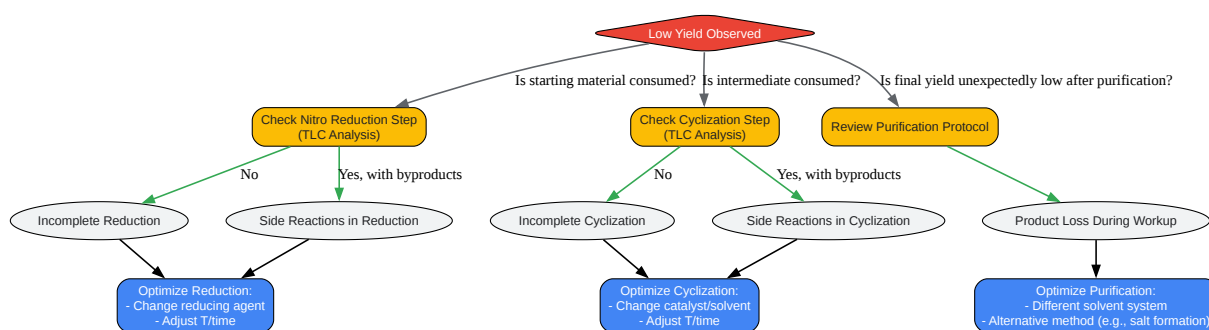 Low Yield Observed
Is starting material consumed?
Is intermediate consumed?
Is final yield unexpectedly low after purification?
Check Nitro Reduction Step
(TLC Analysis)
Check Cyclization Step
(TLC Analysis)
Review Purification Protocol
No
Yes, with byproducts
No
Yes, with byproducts
Incomplete Reduction
Side Reactions in Reduction
Incomplete Cyclization
Side Reactions in Cyclization
Product Loss During Workup
Optimize Reduction:
- Change reducing agent
- Adjust T/time
Optimize Cyclization:
- Change catalyst/solvent
- Adjust T/time
Optimize Purification:
- Different solvent system
- Alternative method (e.g., salt formation)